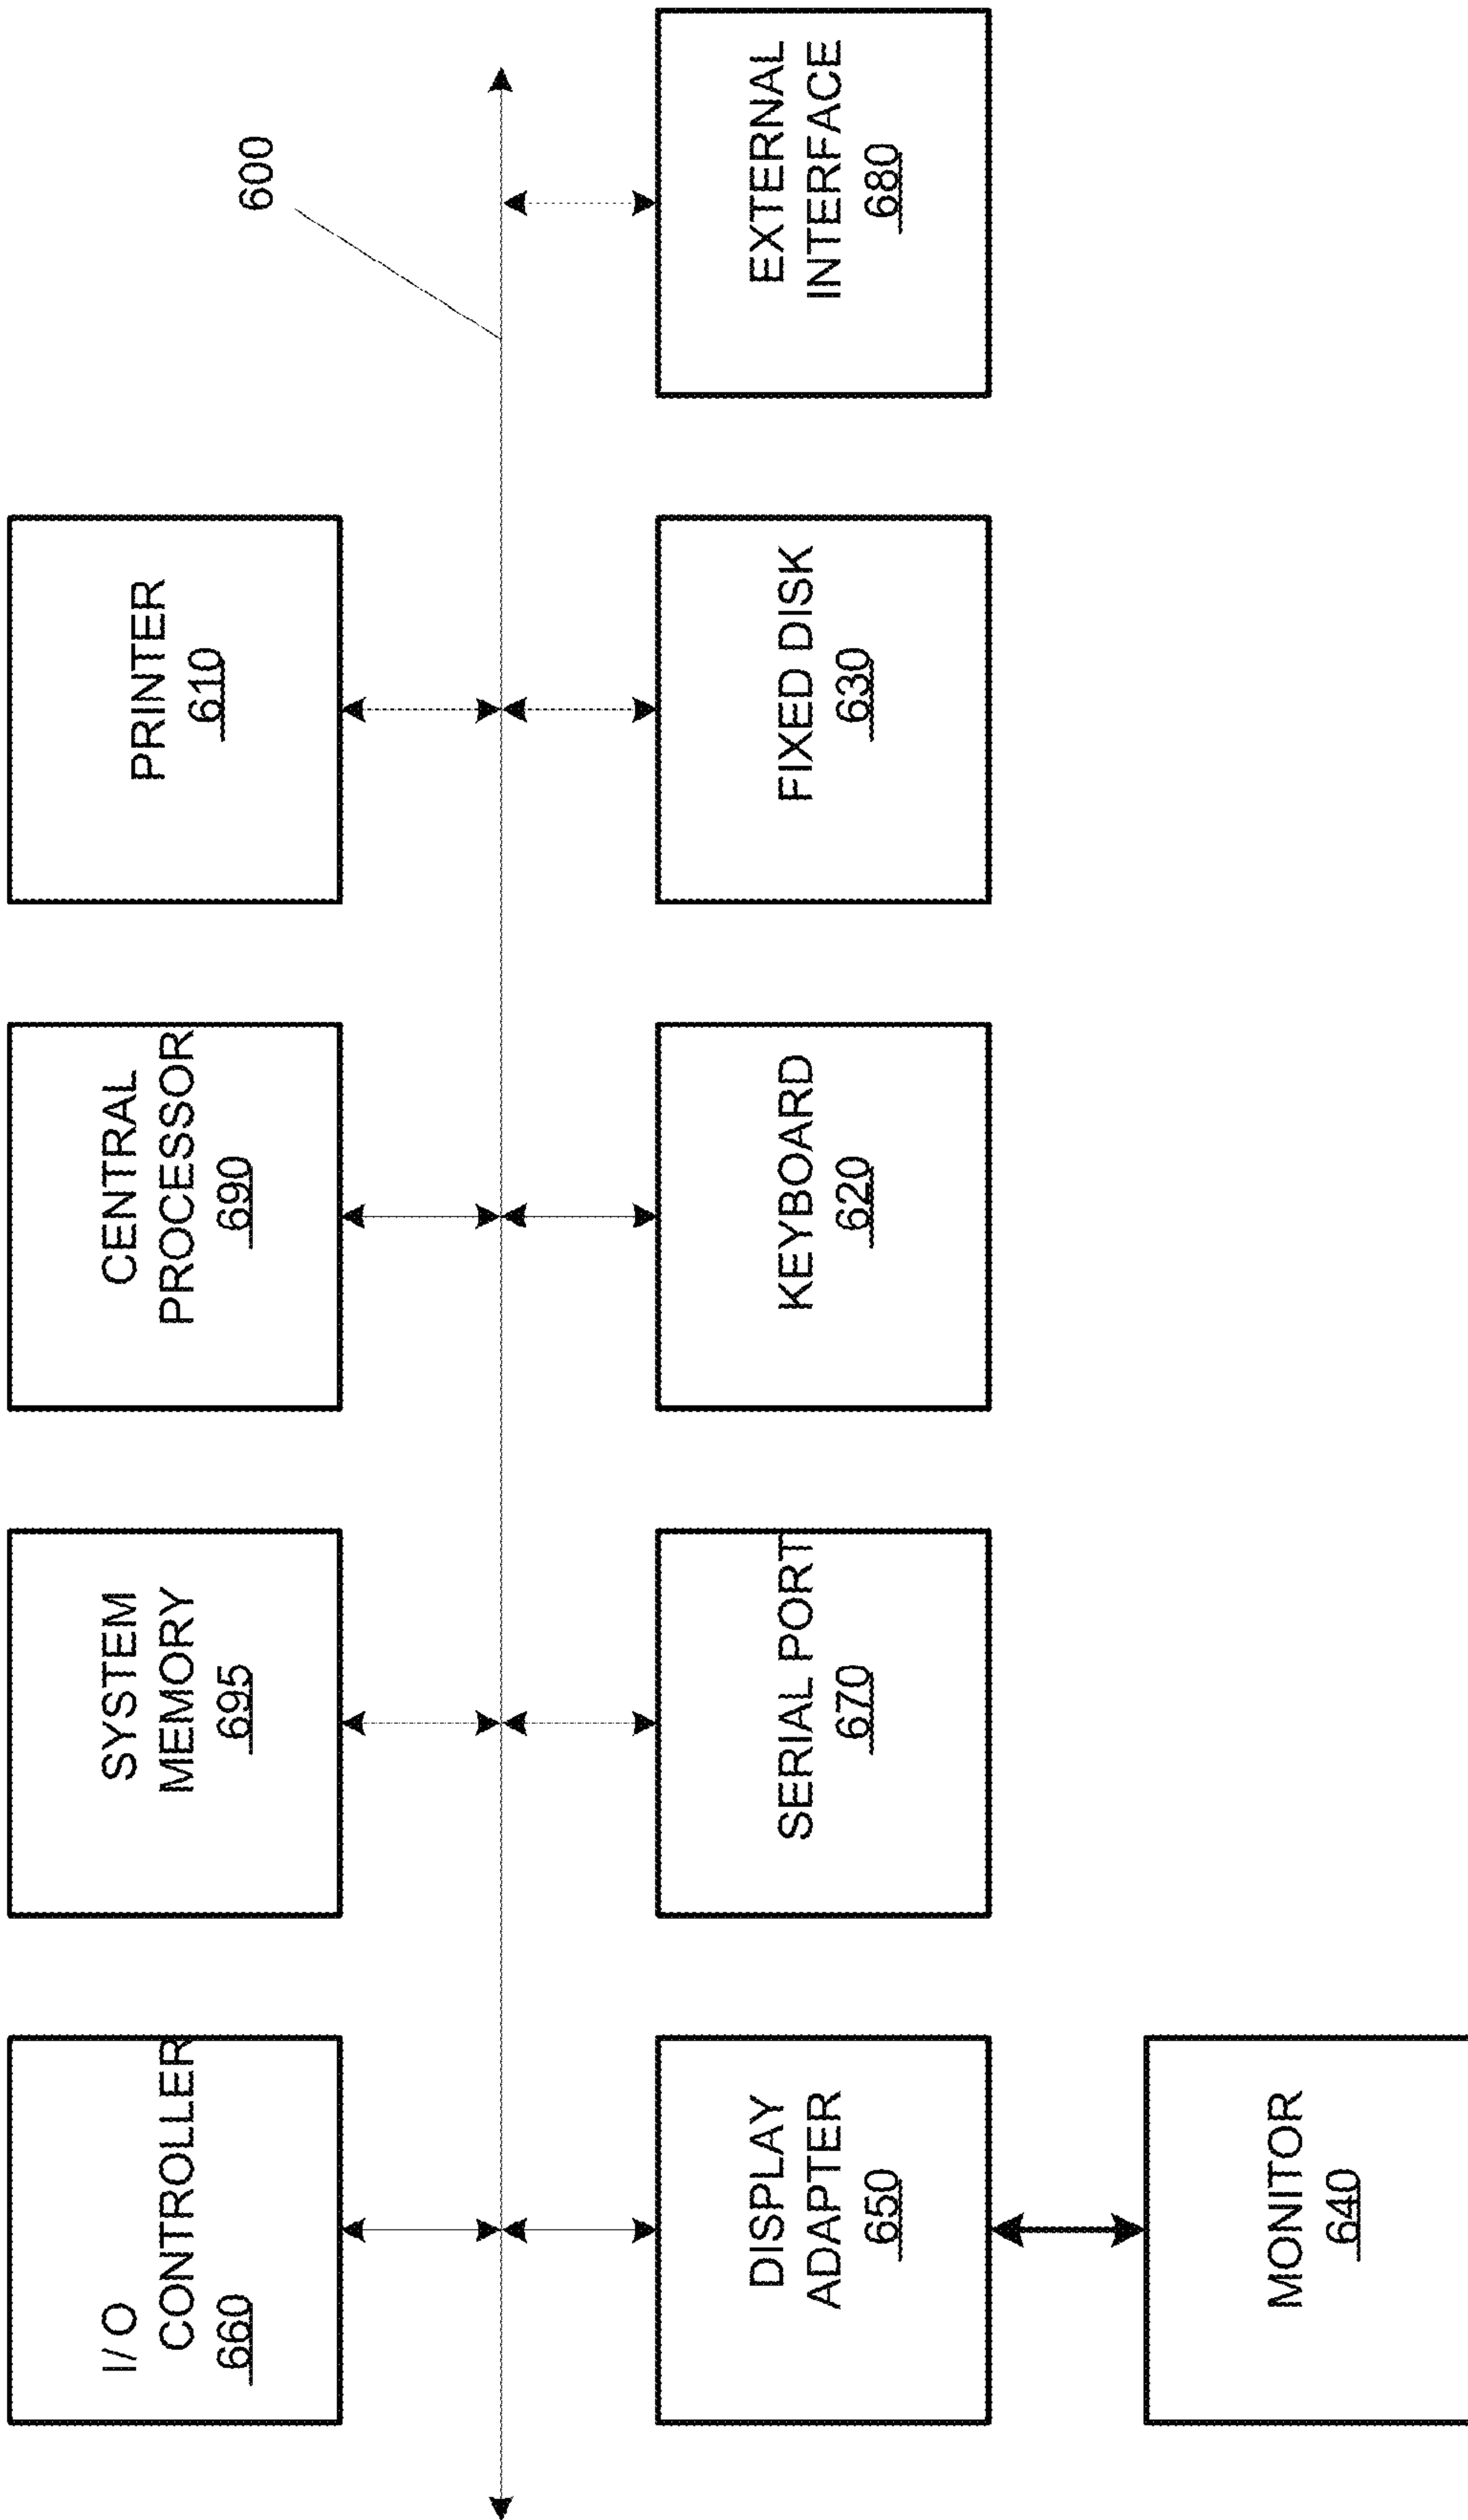 I/O
CONTROLLER
660
SYSTEM
MEMORY
695
CENTRAL
PROCESSOR
690
PRINTER
610
600
DISPLAY
ADAPTER
650
SERIAL PORT
670
KEYBOARD
620
FIXED DISK
630
EXTERNAL
INTERFACE
680
MONITOR
640